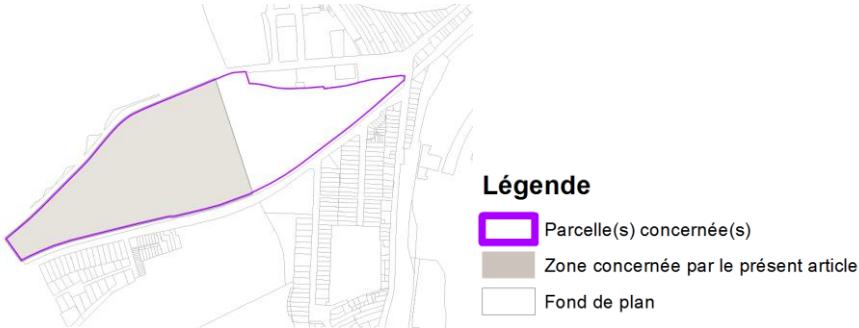 Légende
Parcelle(s) concernée(s)
Zone concernée par le présent article
Fond de plan